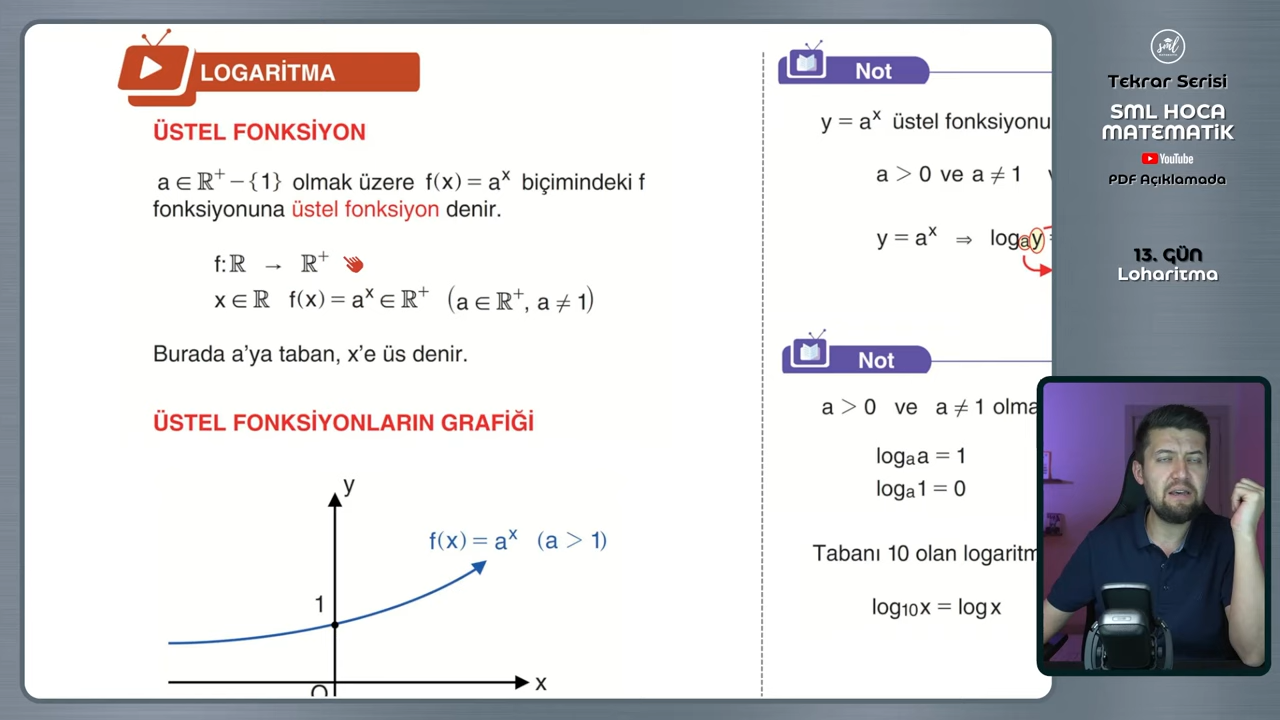 LOGARİTMA
ÜSTEL FONKSİYON
a ∈ ℝ⁺ – {1} olmak üzere f(x) = aˣ biçimindeki f
fonksiyonuna üstel fonksiyon denir.
f: ℝ → ℝ⁺
x ∈ ℝ f(x) = aˣ ∈ ℝ⁺ (a ∈ ℝ⁺, a ≠ 1)
Burada a’ya taban, x’e üs denir.
ÜSTEL FONKSİYONLARIN GRAFİĞİ
y
f(x) = aˣ (a > 1)
1
O
x
Not
y = aˣ üstel fonksiyonu
a > 0 ve a ≠ 1
y = aˣ ⇒ logₐy =
Not
a > 0 ve a ≠ 1
logₐa = 1
logₐ1 = 0
Tabanı 10 olan
log₁₀x = logx
sml
Tekrar Serisi
SML HOCA
MATEMATİK
YouTube
PDF Açıklamada
13. GÜN
Loharitma